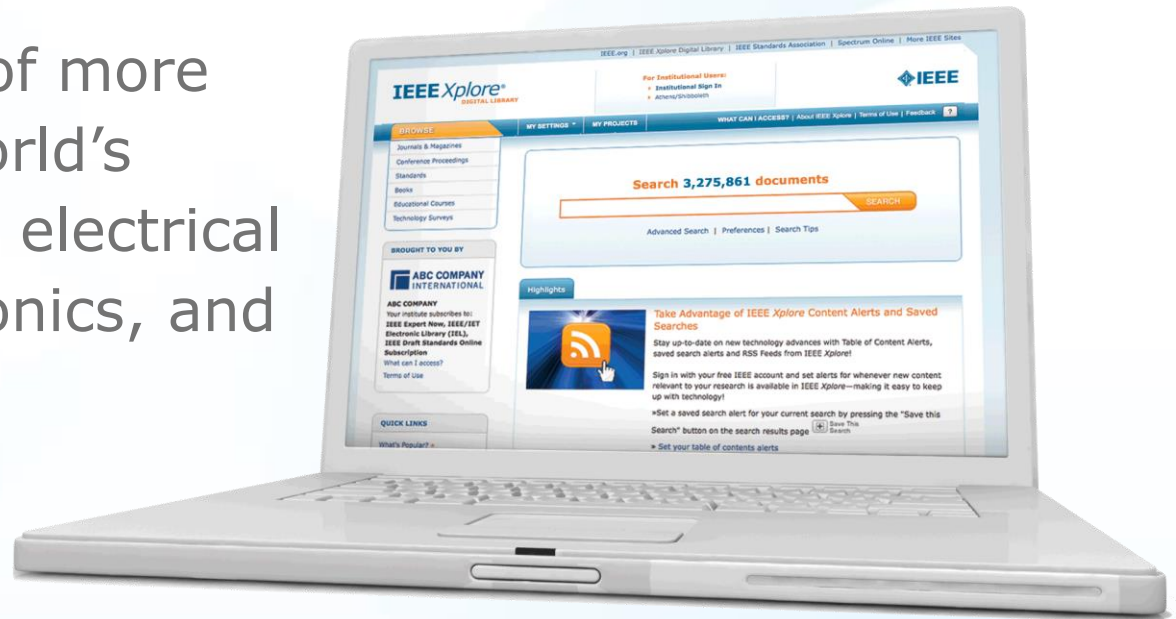 of more
orld's
electrical
onics, and
IEEE.org | IEEE Xplore Digital Library | IEEE Standards Association | Spectrum Online | More IEEE Sites
IEEE Xplore®
DIGITAL LIBRARY
For Institutional Users:
Institutional Sign In
Athens/Shibboleth
IEEE
BROWSE
MY SETTINGS
MY PROJECTS
WHAT CAN I ACCESS? | About IEEE Xplore | Terms of Use | Feedback ?
Journals & Magazines
Conference Proceedings
Standards
Books
Educational Courses
Technology Surveys
Search 3,275,861 documents
SEARCH
Advanced Search | Preferences | Search Tips
BROUGHT TO YOU BY
ABC COMPANY
INTERNATIONAL
ABC COMPANY
Your institute subscribes to:
IEEE Expert Now, IEEE/IET
Electronic Library (IEL),
IEEE Draft Standards Online
Subscription
What can I access?
Terms of Use
QUICK LINKS
What's Popular?
Highlights
Take Advantage of IEEE Xplore Content Alerts and Saved
Searches
Stay up-to-date on new technology advances with Table of Content Alerts,
saved search alerts and RSS Feeds from IEEE Xplore!
Sign in with your free IEEE account and set alerts for whenever new content
relevant to your research is available in IEEE Xplore—making it easy to keep
up with technology!
»Set a saved search alert for your current search by pressing the "Save this
Search" button on the search results page
Save This
Search
» Set your table of contents alerts